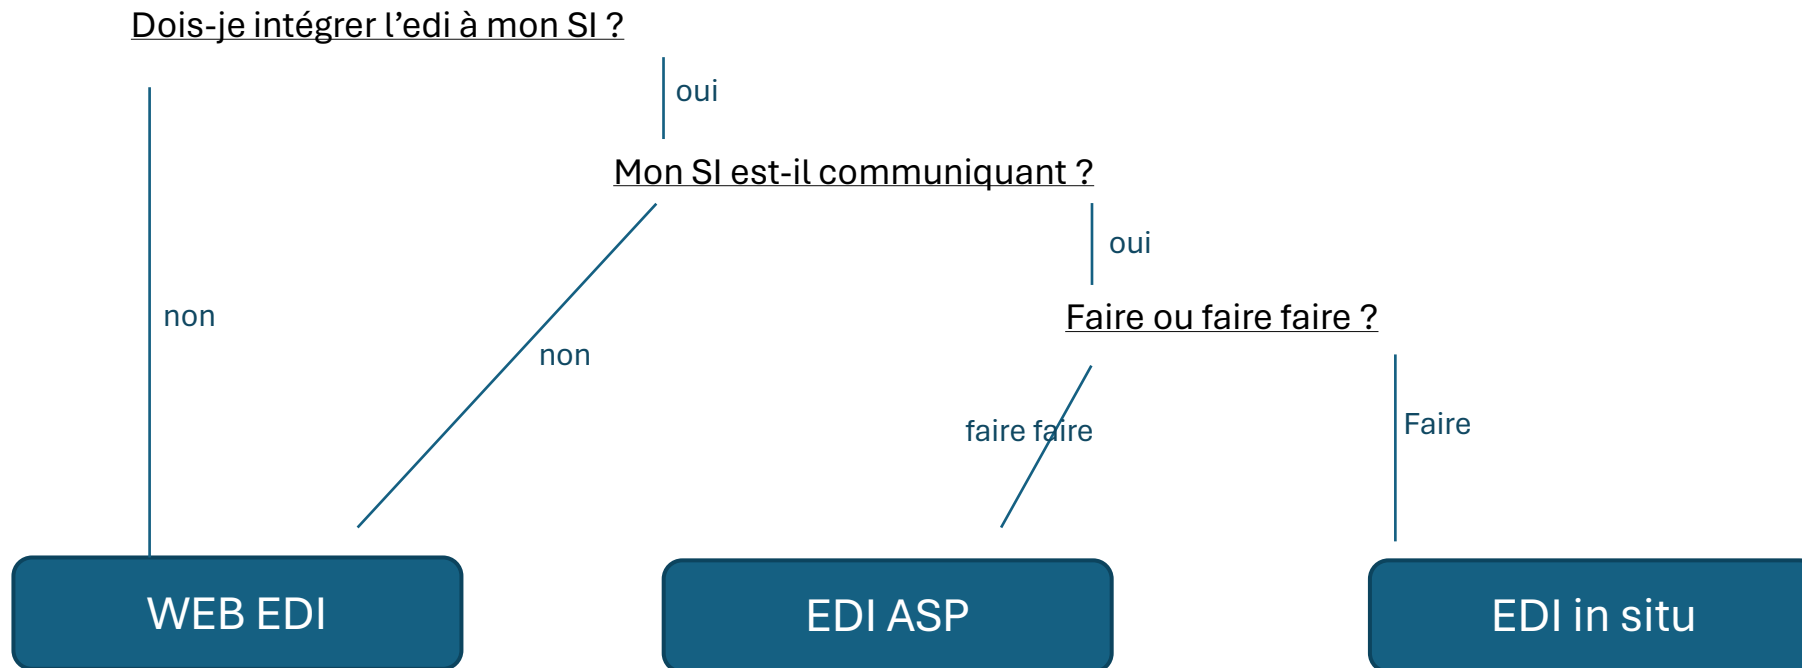 Dois-je intégrer l’edi à mon SI ?
oui
Mon SI est-il communiquant ?
oui
non
Faire ou faire faire ?
non
faire faire
Faire
WEB EDI
EDI ASP
EDI in situ